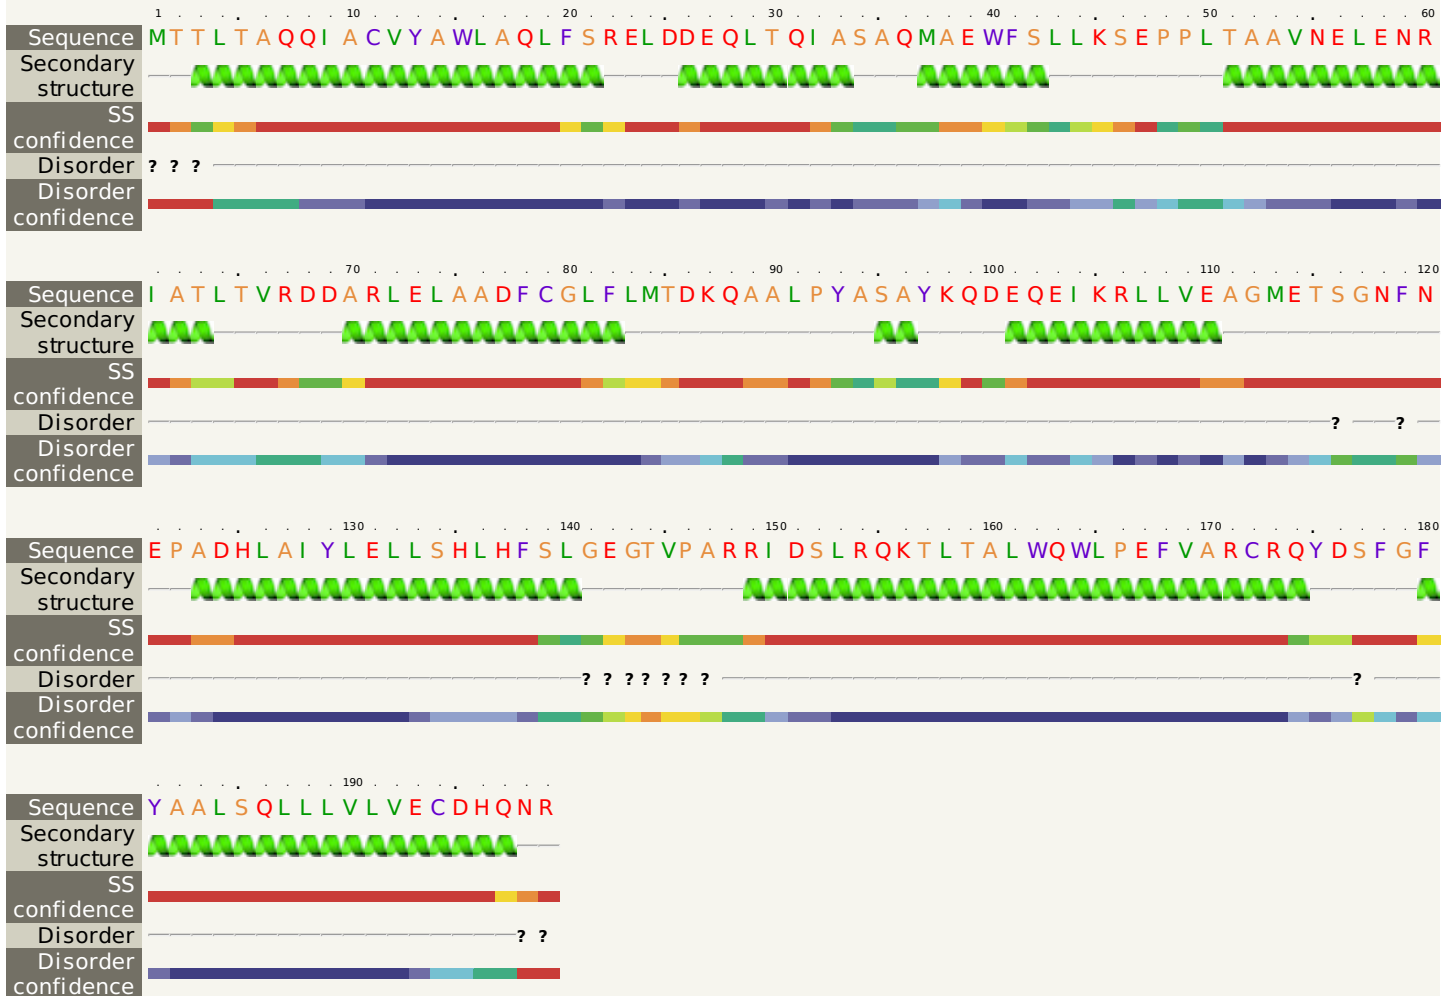 1 10 20 30 40 50 60
Sequence MTTLTAQQIACVYAWLAQLFSRELDDEQLTQIASAQMAEWFSLLKSEPPLTAAVNELENR
Secondary
structure
SS
confidence
Disorder ? ? ?
Disorder
confidence
70 80 90 100 110 120
Sequence IATLTVRDDARLELAADFCGLFLMTDKQAALPYASAYKQDEQEIKRLLVEAGMETSGNFN
Secondary
structure
SS
confidence
Disorder ? ?
Disorder
confidence
130 140 150 160 170 180
Sequence EPADHLAIYLELLSHLHFSLGEGTVPARRIDSLRQKTLTALWQWLPEFVARCRQYDSFGF
Secondary
structure
SS
confidence
Disorder ? ? ? ? ? ? ? ?
Disorder
confidence
190
Sequence YAALSQLLLVLVECDHQNR
Secondary
structure
SS
confidence
Disorder ? ?
Disorder
confidence